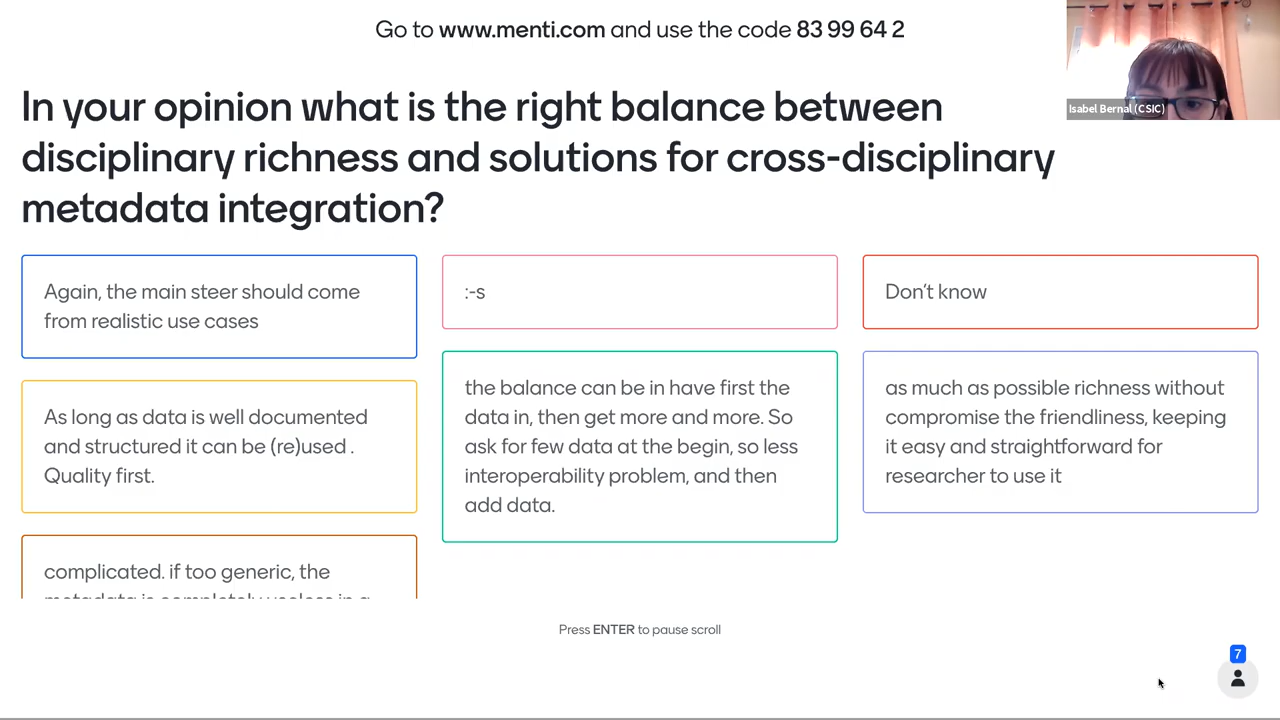 Go to www.menti.com and use the code 83 99 64 2
Isabel Bernal (CSIC)
In your opinion what is the right balance between
disciplinary richness and solutions for cross-disciplinary
metadata integration?
Again, the main steer should come
from realistic use cases
:-s
Don't know
As long as data is well documented
and structured it can be (re)used .
Quality first.
the balance can be in have first the
data in, then get more and more. So
ask for few data at the begin, so less
interoperability problem, and then
add data.
as much as possible richness without
compromise the friendliness, keeping
it easy and straightforward for
researcher to use it
complicated. if too generic, the
metadata is completely useless in a
Press ENTER to pause scroll
7